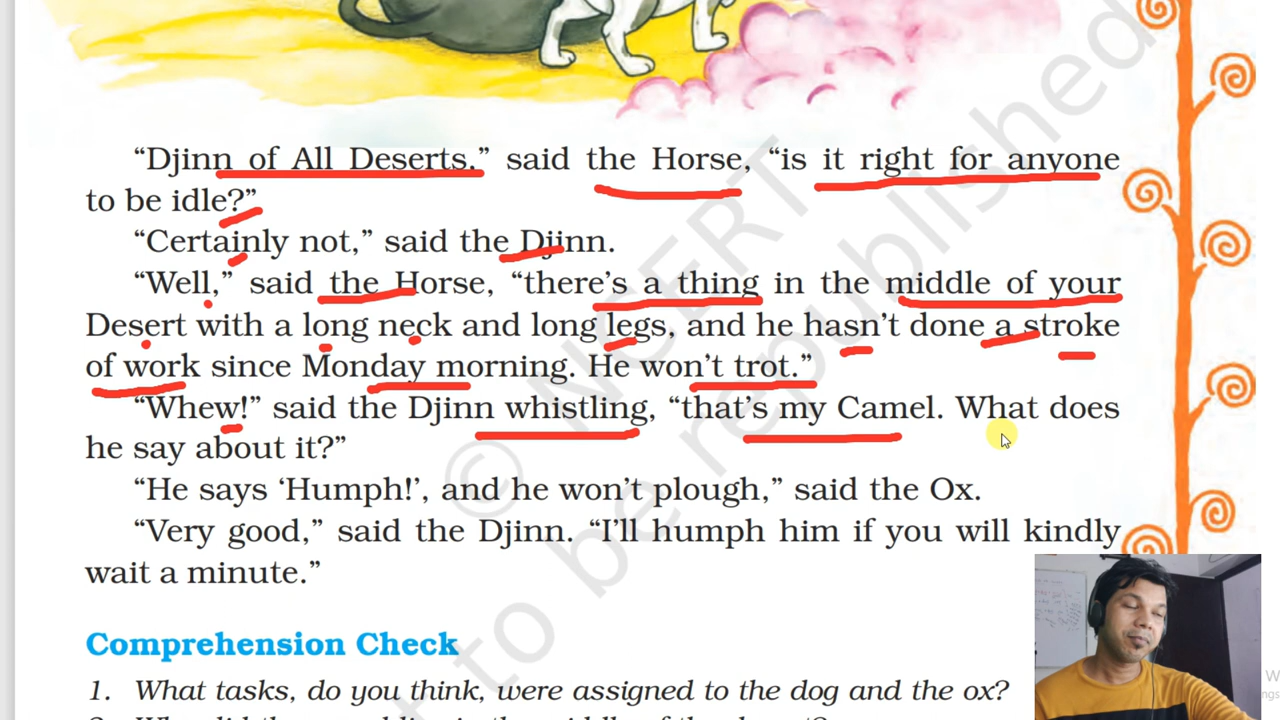 “Djinn of All Deserts,” said the Horse, “is it right for anyone
to be idle?”
“Certainly not,” said the Djinn.
“Well,” said the Horse, “there’s a thing in the middle of your
Desert with a long neck and long legs, and he hasn’t done a stroke
of work since Monday morning. He won’t trot.”
“Whew!” said the Djinn whistling, “that’s my Camel. What does
he say about it?”
“He says ‘Humph!’, and he won’t plough,” said the Ox.
“Very good,” said the Djinn. “I’ll humph him if you will kindly
wait a minute.”
Comprehension Check
1. What tasks, do you think, were assigned to the dog and the ox?
© NCERT
to be republished